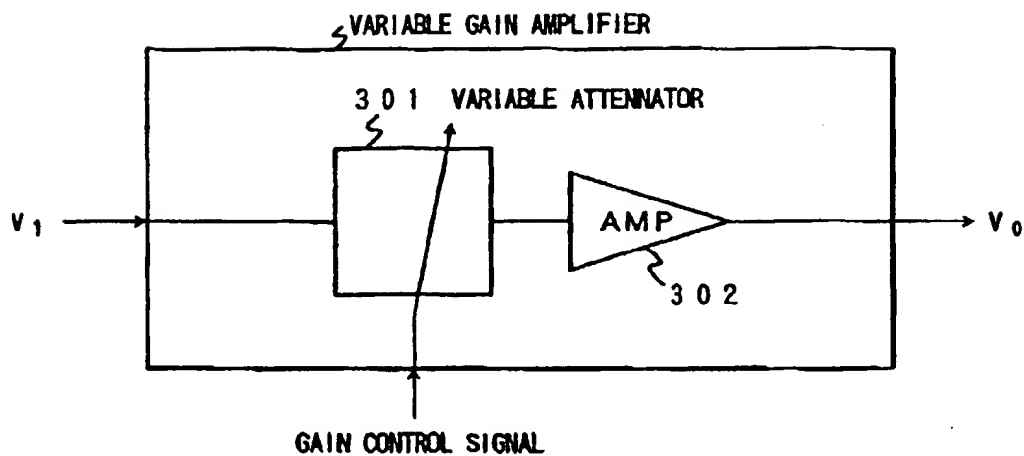 VARIABLE GAIN AMPLIFIER
301 VARIABLE ATTENNATOR
V1
AMP
V0
302
GAIN CONTROL SIGNAL